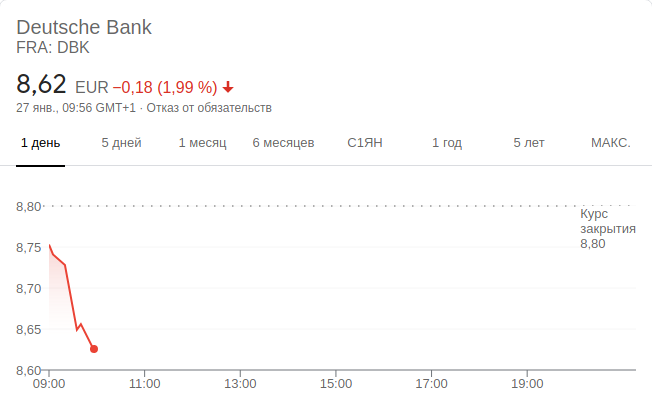 Deutsche Bank
FRA: DBK
8,62 EUR −0,18 (1,99 %)
27 янв., 09:56 GMT+1 · Отказ от обязательств
1 день 5 дней 1 месяц 6 месяцев С1ЯН 1 год 5 лет МАКС.
8,80
Курс
закрытия
8,80
8,75
8,70
8,65
8,60
09:00 11:00 13:00 15:00 17:00 19:00